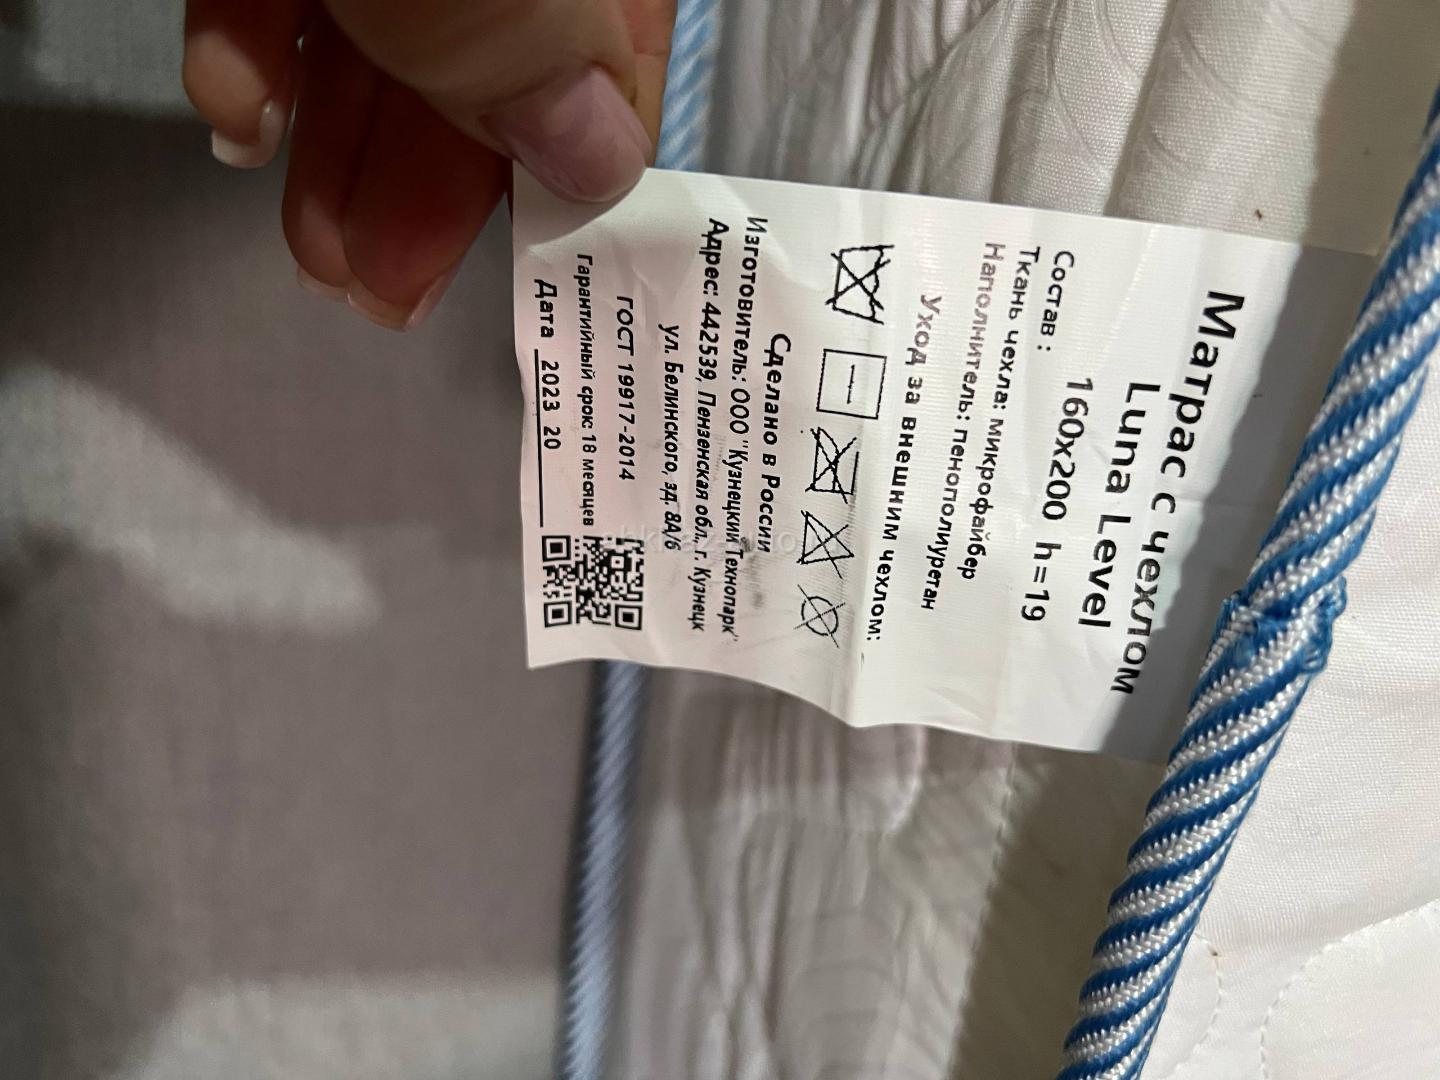 Матрас с чехлом
Luna Level
160x200 h=19
Состав :
Ткань чехла: микрофайбер
Наполнитель: пенополиуретан
Уход за внешним чехлом:
Сделано в России
Изготовитель: ООО "Кузнецкий Технопарк"
Адрес: 442539, Пензенская обл., г. Кузнецк
ул. Белинского, зд. 8А/6
ГОСТ 19917-2014
Гарантийный срок: 18 месяцев
Дата 2023 20